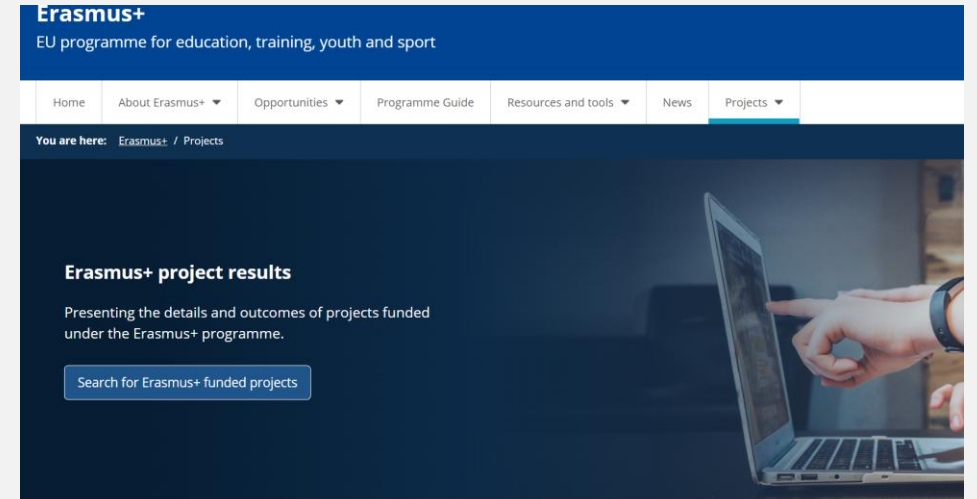 Erasmus+
EU programme for education, training, youth and sport
Home About Erasmus+ Opportunities Programme Guide Resources and tools News Projects
You are here: Erasmus+ / Projects
Erasmus+ project results
Presenting the details and outcomes of projects funded
under the Erasmus+ programme.
Search for Erasmus+ funded projects